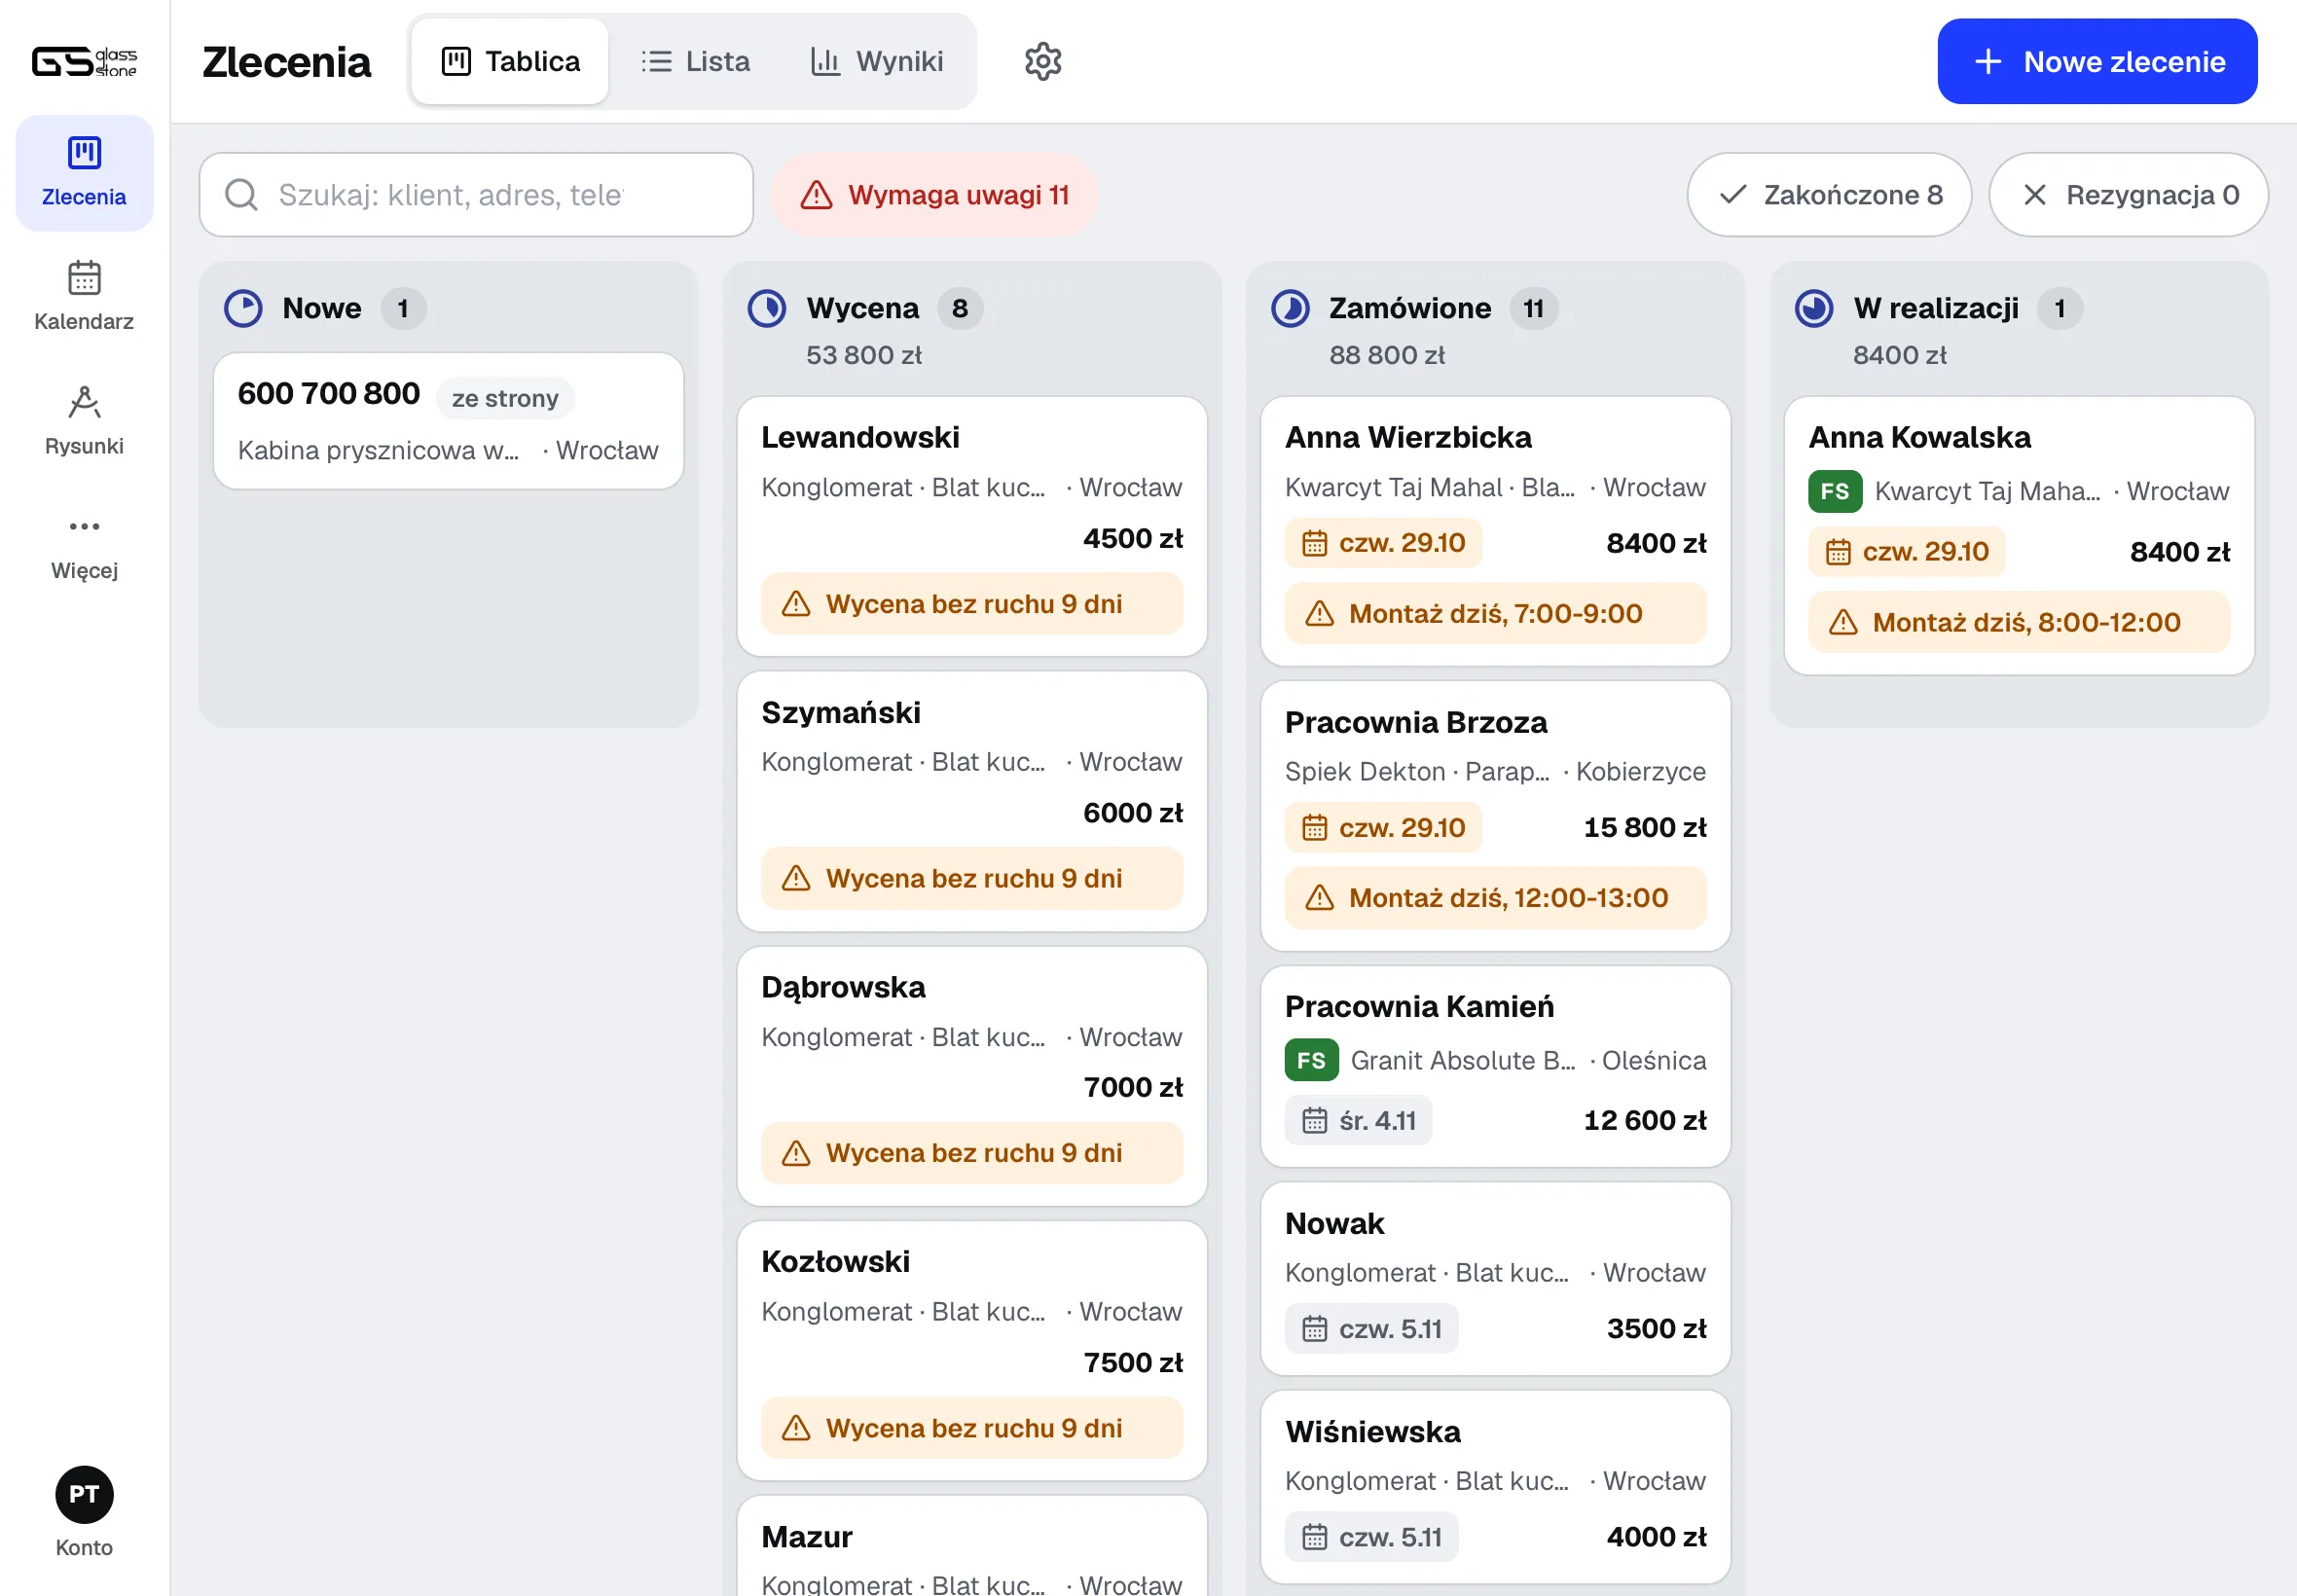 GS glass stone
Zlecenia
Kalendarz
Rysunki
Więcej
PT
Konto
Zlecenia
Tablica
Lista
Wyniki
Nowe zlecenie
Szukaj: klient, adres, tele
Wymaga uwagi 11
Zakończone 8
Rezygnacja 0
Nowe 1
600 700 800 ze strony
Kabina prysznicowa w... · Wrocław
Wycena 8
53 800 zł
Lewandowski
Konglomerat · Blat kuc... · Wrocław
4500 zł
Wycena bez ruchu 9 dni
Szymański
Konglomerat · Blat kuc... · Wrocław
6000 zł
Wycena bez ruchu 9 dni
Dąbrowska
Konglomerat · Blat kuc... · Wrocław
7000 zł
Wycena bez ruchu 9 dni
Kozłowski
Konglomerat · Blat kuc... · Wrocław
7500 zł
Wycena bez ruchu 9 dni
Mazur
Konglomerat · Blat kuc... · Wrocław
Zamówione 11
88 800 zł
Anna Wierzbicka
Kwarcyt Taj Mahal · Bla... · Wrocław
czw. 29.10 8400 zł
Montaż dziś, 7:00-9:00
Pracownia Brzoza
Spiek Dekton · Parap... · Kobierzyce
czw. 29.10 15 800 zł
Montaż dziś, 12:00-13:00
Pracownia Kamień
FS Granit Absolute B... · Oleśnica
śr. 4.11 12 600 zł
Nowak
Konglomerat · Blat kuc... · Wrocław
czw. 5.11 3500 zł
Wiśniewska
Konglomerat · Blat kuc... · Wrocław
czw. 5.11 4000 zł
W realizacji 1
8400 zł
Anna Kowalska
FS Kwarcyt Taj Maha... · Wrocław
czw. 29.10 8400 zł
Montaż dziś, 8:00-12:00